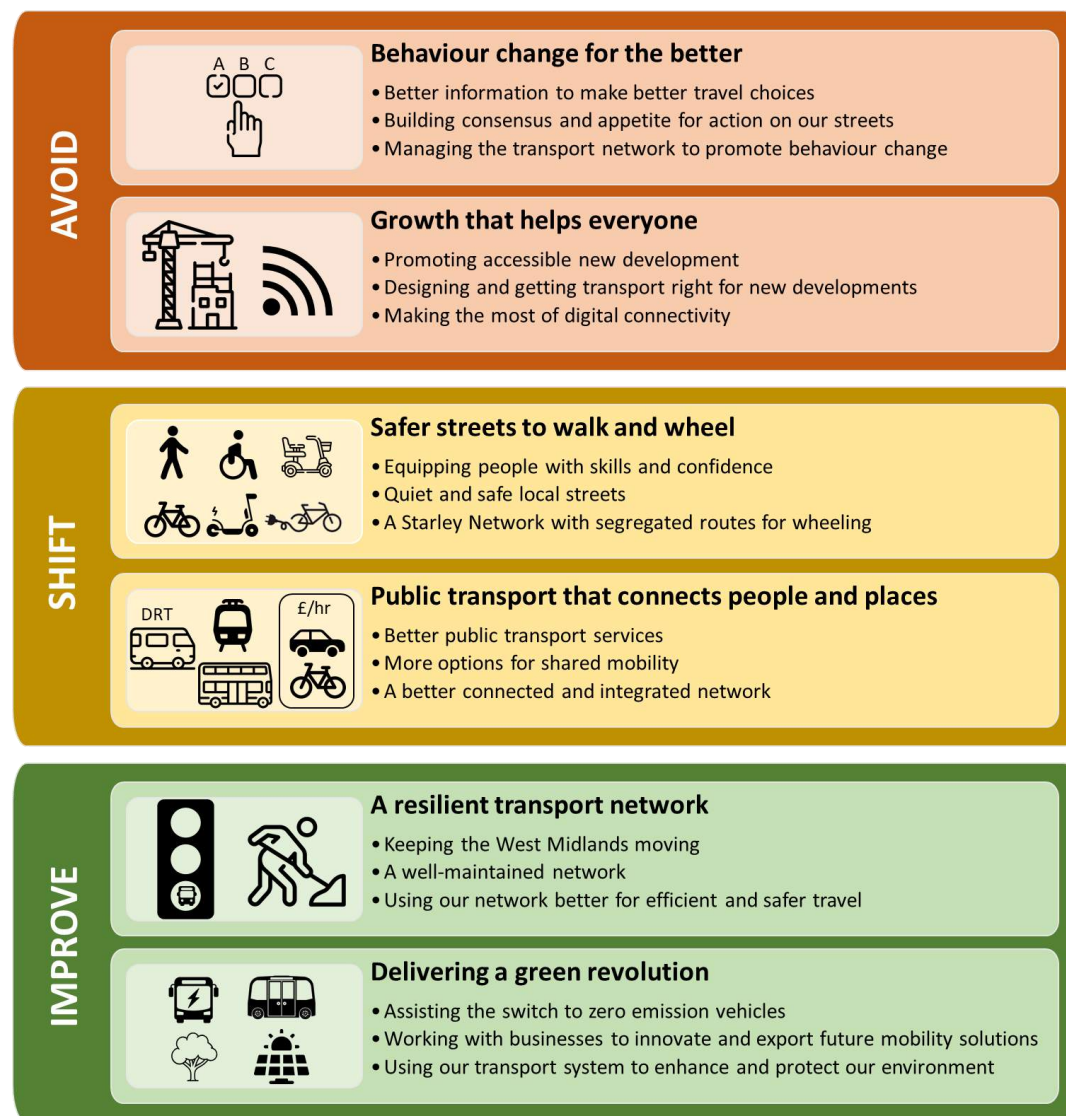 AVOID
A B C
Behaviour change for the better
• Better information to make better travel choices
• Building consensus and appetite for action on our streets
• Managing the transport network to promote behaviour change
Growth that helps everyone
• Promoting accessible new development
• Designing and getting transport right for new developments
• Making the most of digital connectivity
SHIFT
Safer streets to walk and wheel
• Equipping people with skills and confidence
• Quiet and safe local streets
• A Starley Network with segregated routes for wheeling
DRT
£/hr
Public transport that connects people and places
• Better public transport services
• More options for shared mobility
• A better connected and integrated network
IMPROVE
A resilient transport network
• Keeping the West Midlands moving
• A well-maintained network
• Using our network better for efficient and safer travel
Delivering a green revolution
• Assisting the switch to zero emission vehicles
• Working with businesses to innovate and export future mobility solutions
• Using our transport system to enhance and protect our environment